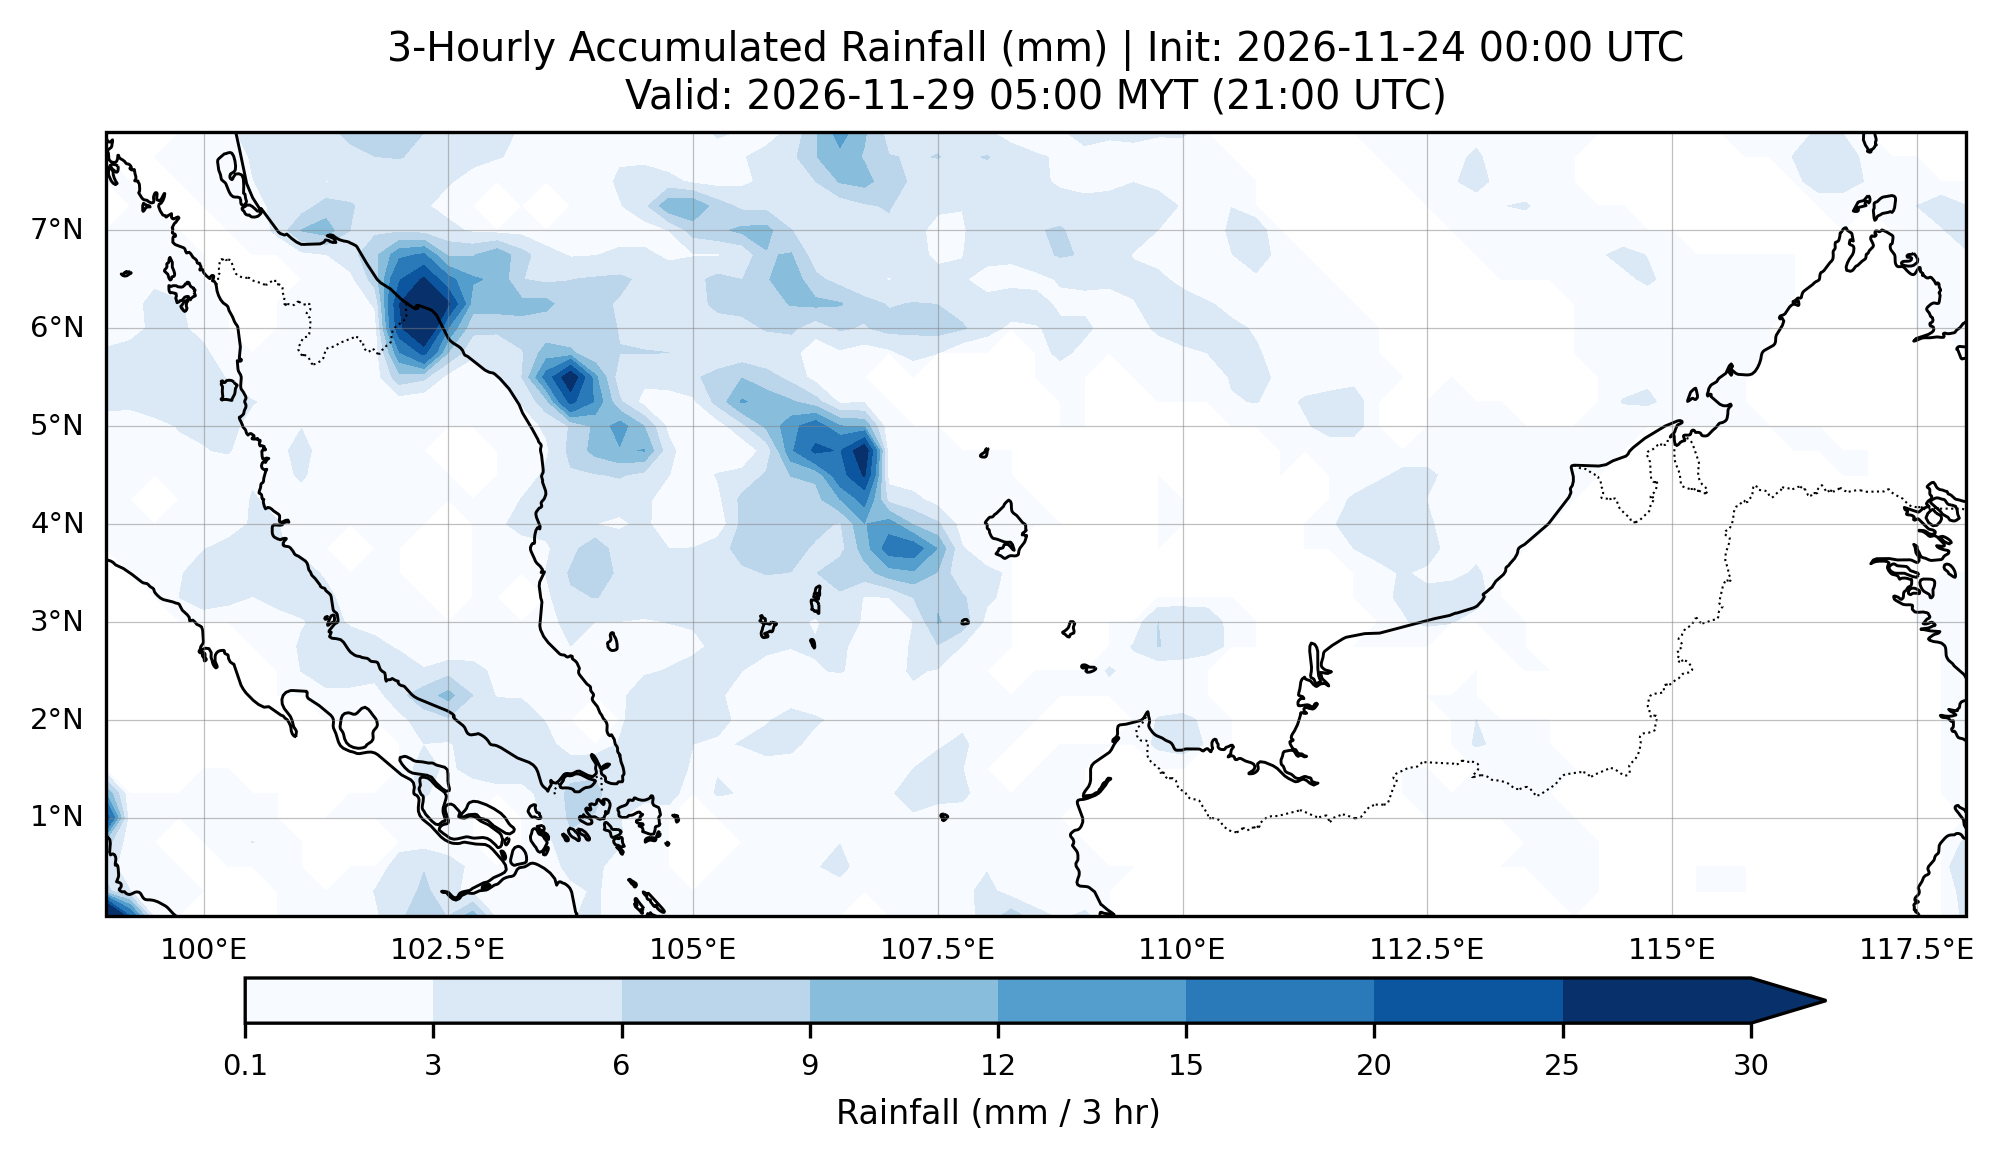 3-Hourly Accumulated Rainfall (mm) | Init: 2026-11-24 00:00 UTC
Valid: 2026-11-29 05:00 MYT (21:00 UTC)
7°N
6°N
5°N
4°N
3°N
2°N
1°N
100°E 102.5°E 105°E 107.5°E 110°E 112.5°E 115°E 117.5°E
0.1 3 6 9 12 15 20 25 30
Rainfall (mm / 3 hr)